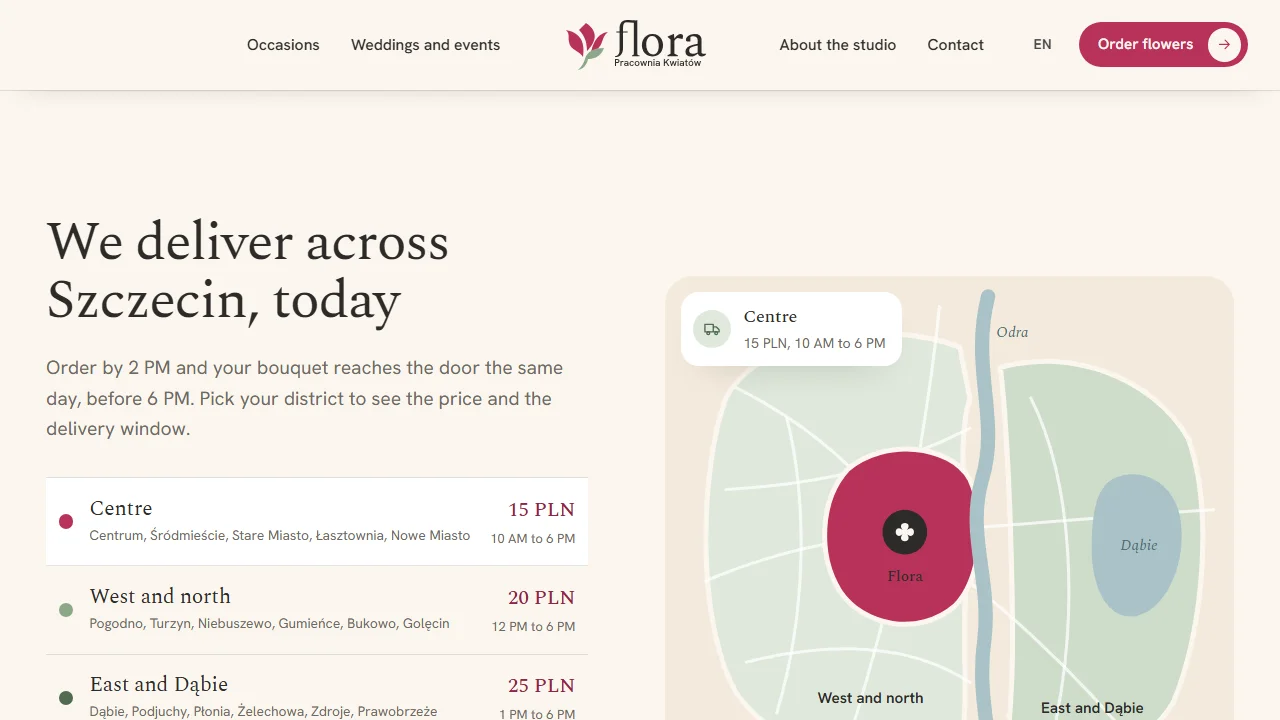 Occasions
Weddings and events
flora
Pracownia Kwiatów
About the studio
Contact
EN
Order flowers
We deliver across
Szczecin, today
Order by 2 PM and your bouquet reaches the door the same
day, before 6 PM. Pick your district to see the price and the
delivery window.
Centre
15 PLN
Centrum, Śródmieście, Stare Miasto, Łasztownia, Nowe Miasto
10 AM to 6 PM
West and north
20 PLN
Pogodno, Turzyn, Niebuszewo, Gumieńce, Bukowo, Golęcin
12 PM to 6 PM
East and Dąbie
25 PLN
Dąbie, Podjuchy, Płonia, Żelechowa, Zdroje, Prawobrzeże
1 PM to 6 PM
Centre
15 PLN, 10 AM to 6 PM
Odra
Dąbie
Flora
West and north
East and Dąbie